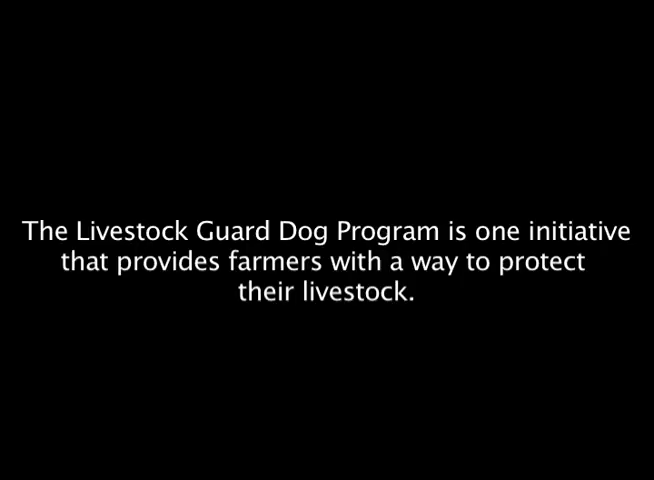 The Livestock Guard Dog Program is one initiative
that provides farmers with a way to protect
their livestock.